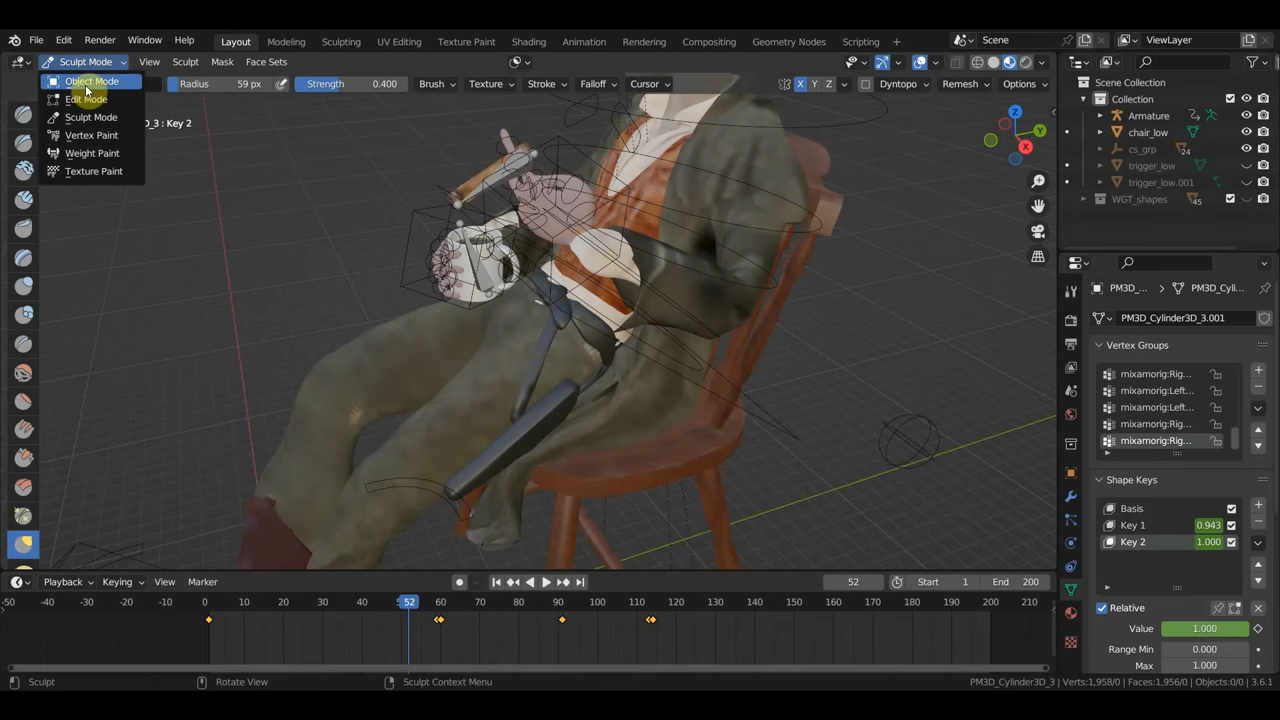 File Edit Render Window Help Layout Modeling Sculpting UV Editing Texture Paint Shading Animation Rendering Compositing Geometry Nodes Scripting Scene ViewLayer
Sculpt Mode View Sculpt Mask Face Sets
Radius 59 px Strength 0.400 Brush Texture Stroke Falloff Cursor X Y Z Dyntopo Remesh Options
Object Mode
Edit Mode
Sculpt Mode
Vertex Paint
Weight Paint
Texture Paint
D_3 : Key 2
Z
Y
X
Scene Collection
Collection
Armature
chair_low
cs_grp 24
trigger_low
trigger_low.001
WGT_shapes 45
PM3D_... PM3D_Cyli...
PM3D_Cylinder3D_3.001
Vertex Groups
mixamorig:Rig...
mixamorig:Left...
mixamorig:Left...
mixamorig:Rig...
mixamorig:Rig...
Shape Keys
Basis
Key 1 0.943
Key 2 1.000
Relative
Value 1.000
Range Min 0.000
Max 1.000
Playback Keying View Marker 52 Start 1 End 200
-50 -40 -30 -20 -10 0 10 20 30 40 52 60 70 80 90 100 110 120 130 140 150 160 170 180 190 200 210
Sculpt Rotate View Sculpt Context Menu PM3D_Cylinder3D_3 | Verts:1,958/0 | Faces:1,956/0 | Objects:0/0 | 3.6.1